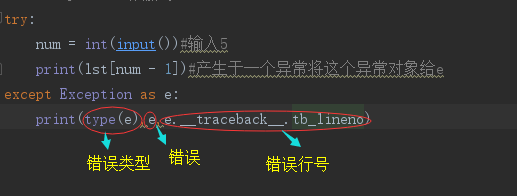 try:
num = int(input())#输入5
print(lst[num - 1])#产生于一个异常将这个异常对象给e
except Exception as e:
print(type(e),e,e.__traceback__.tb_lineno)
错误类型 错误 错误行号